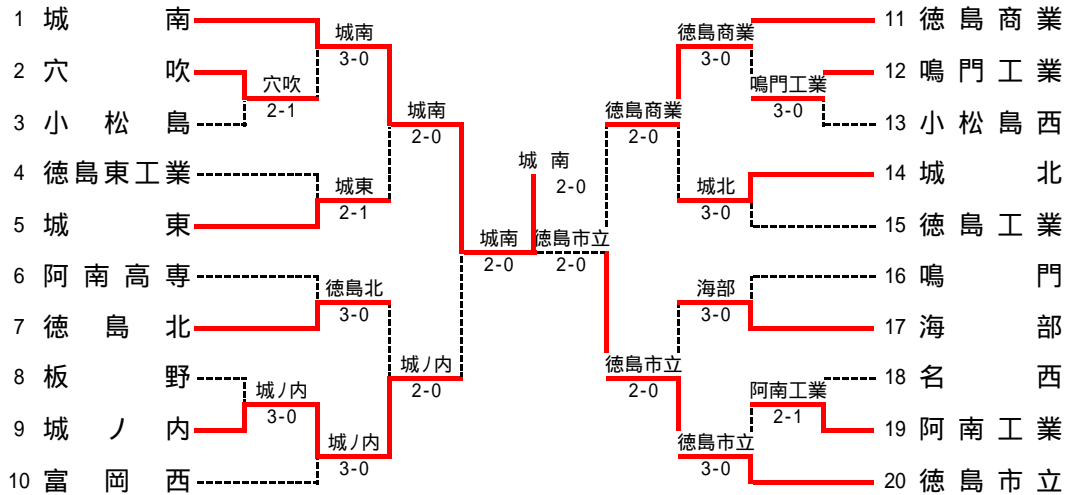 1 城南
2 穴吹
3 小松島
4 徳島東工業
5 城東
6 阿南高専
7 徳島北
8 板野
9 城ノ内
10 富岡西
城南
3-0
穴吹
2-1
城南
2-0
城東
2-1
徳島北
3-0
城ノ内
2-0
城ノ内
3-0
城ノ内
3-0
城南
2-0
城南
2-0
徳島市立
2-0
徳島商業
2-0
徳島市立
2-0
徳島商業
3-0
鳴門工業
3-0
城北
3-0
海部
3-0
阿南工業
2-1
徳島市立
3-0
11 徳島商業
12 鳴門工業
13 小松島西
14 城北
15 徳島工業
16 鳴門
17 海部
18 名西
19 阿南工業
20 徳島市立